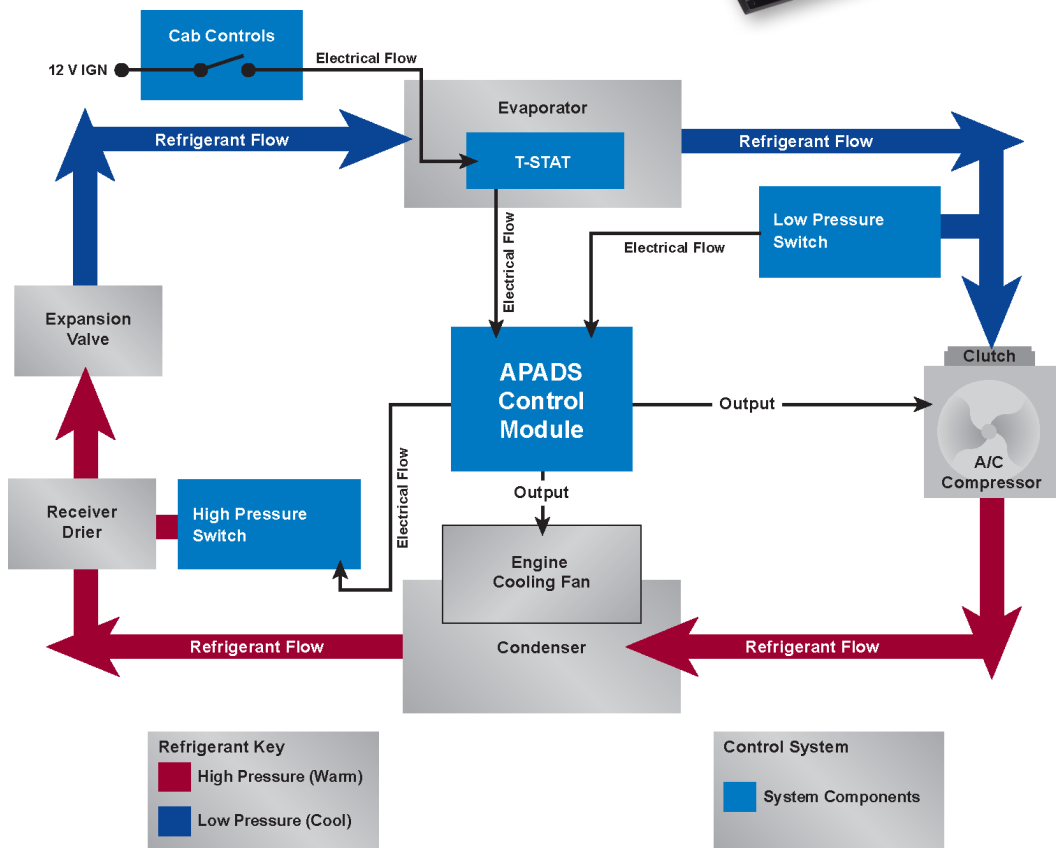 Cab Controls
12 V IGN
Electrical Flow
Evaporator
T-STAT
Refrigerant Flow
Refrigerant Flow
Low Pressure
Switch
Electrical Flow
Electrical Flow
Expansion
Valve
APADS
Control
Module
Clutch
A/C
Compressor
Output
Output
Electrical Flow
Receiver
Drier
High Pressure
Switch
Engine
Cooling Fan
Condenser
Refrigerant Flow
Refrigerant Flow
Refrigerant Key
High Pressure (Warm)
Low Pressure (Cool)
Control System
System Components